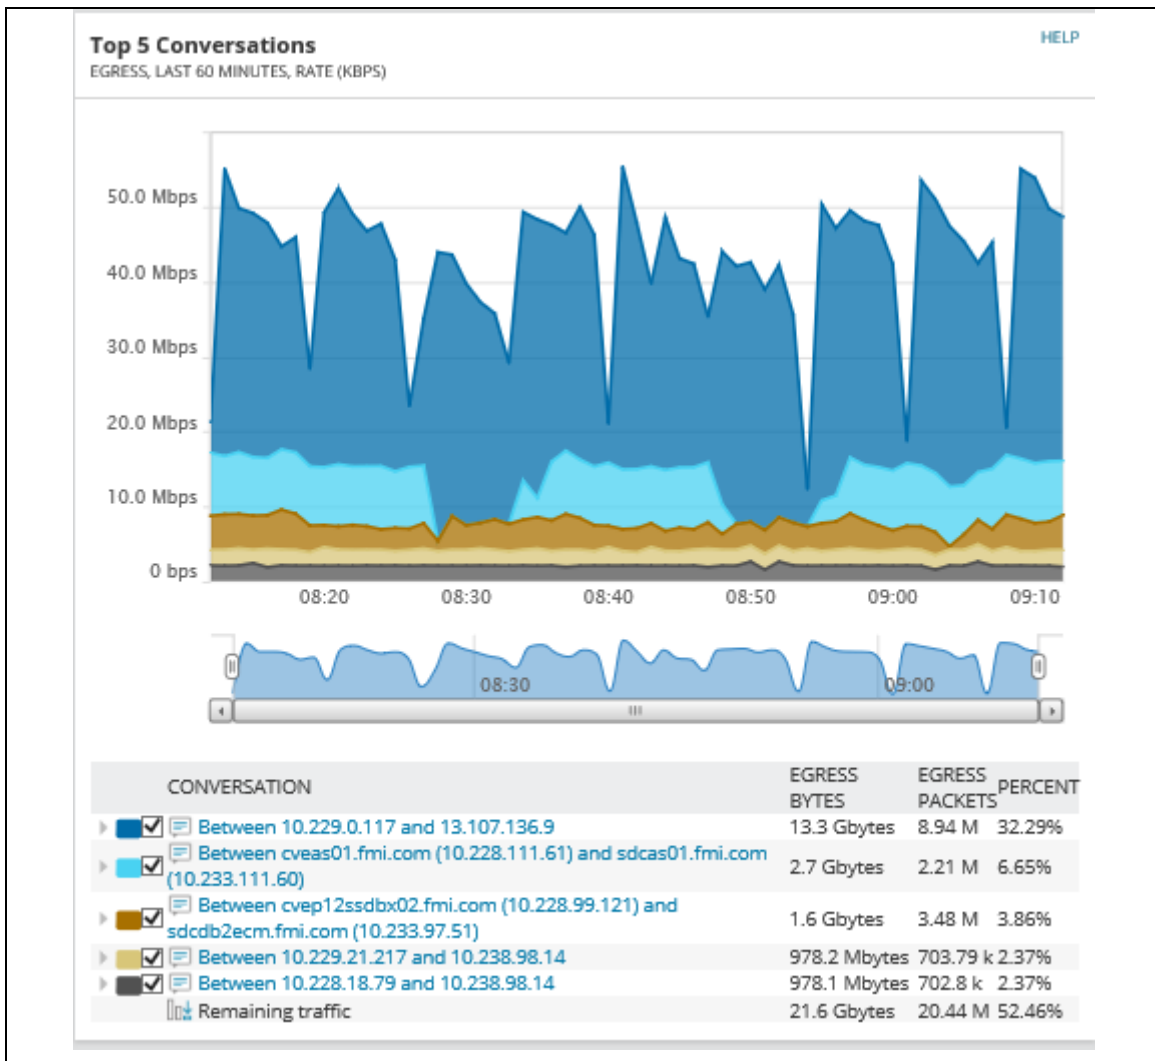 Top 5 Conversations
HELP
EGRESS, LAST 60 MINUTES, RATE (KBPS)
50.0 Mbps
40.0 Mbps
30.0 Mbps
20.0 Mbps
10.0 Mbps
0 bps
08:20 08:30 08:40 08:50 09:00 09:10
08:30 09:00
CONVERSATION EGRESS BYTES EGRESS PACKETS PERCENT
Between 10.229.0.117 and 13.107.136.9 13.3 Gbytes 8.94 M 32.29%
Between cveas01.fmi.com (10.228.111.61) and sdcas01.fmi.com
(10.233.111.60) 2.7 Gbytes 2.21 M 6.65%
Between cvep12ssdbx02.fmi.com (10.228.99.121) and
sdcdb2ecm.fmi.com (10.233.97.51) 1.6 Gbytes 3.48 M 3.86%
Between 10.229.21.217 and 10.238.98.14 978.2 Mbytes 703.79 k 2.37%
Between 10.228.18.79 and 10.238.98.14 978.1 Mbytes 702.8 k 2.37%
Remaining traffic 21.6 Gbytes 20.44 M 52.46%